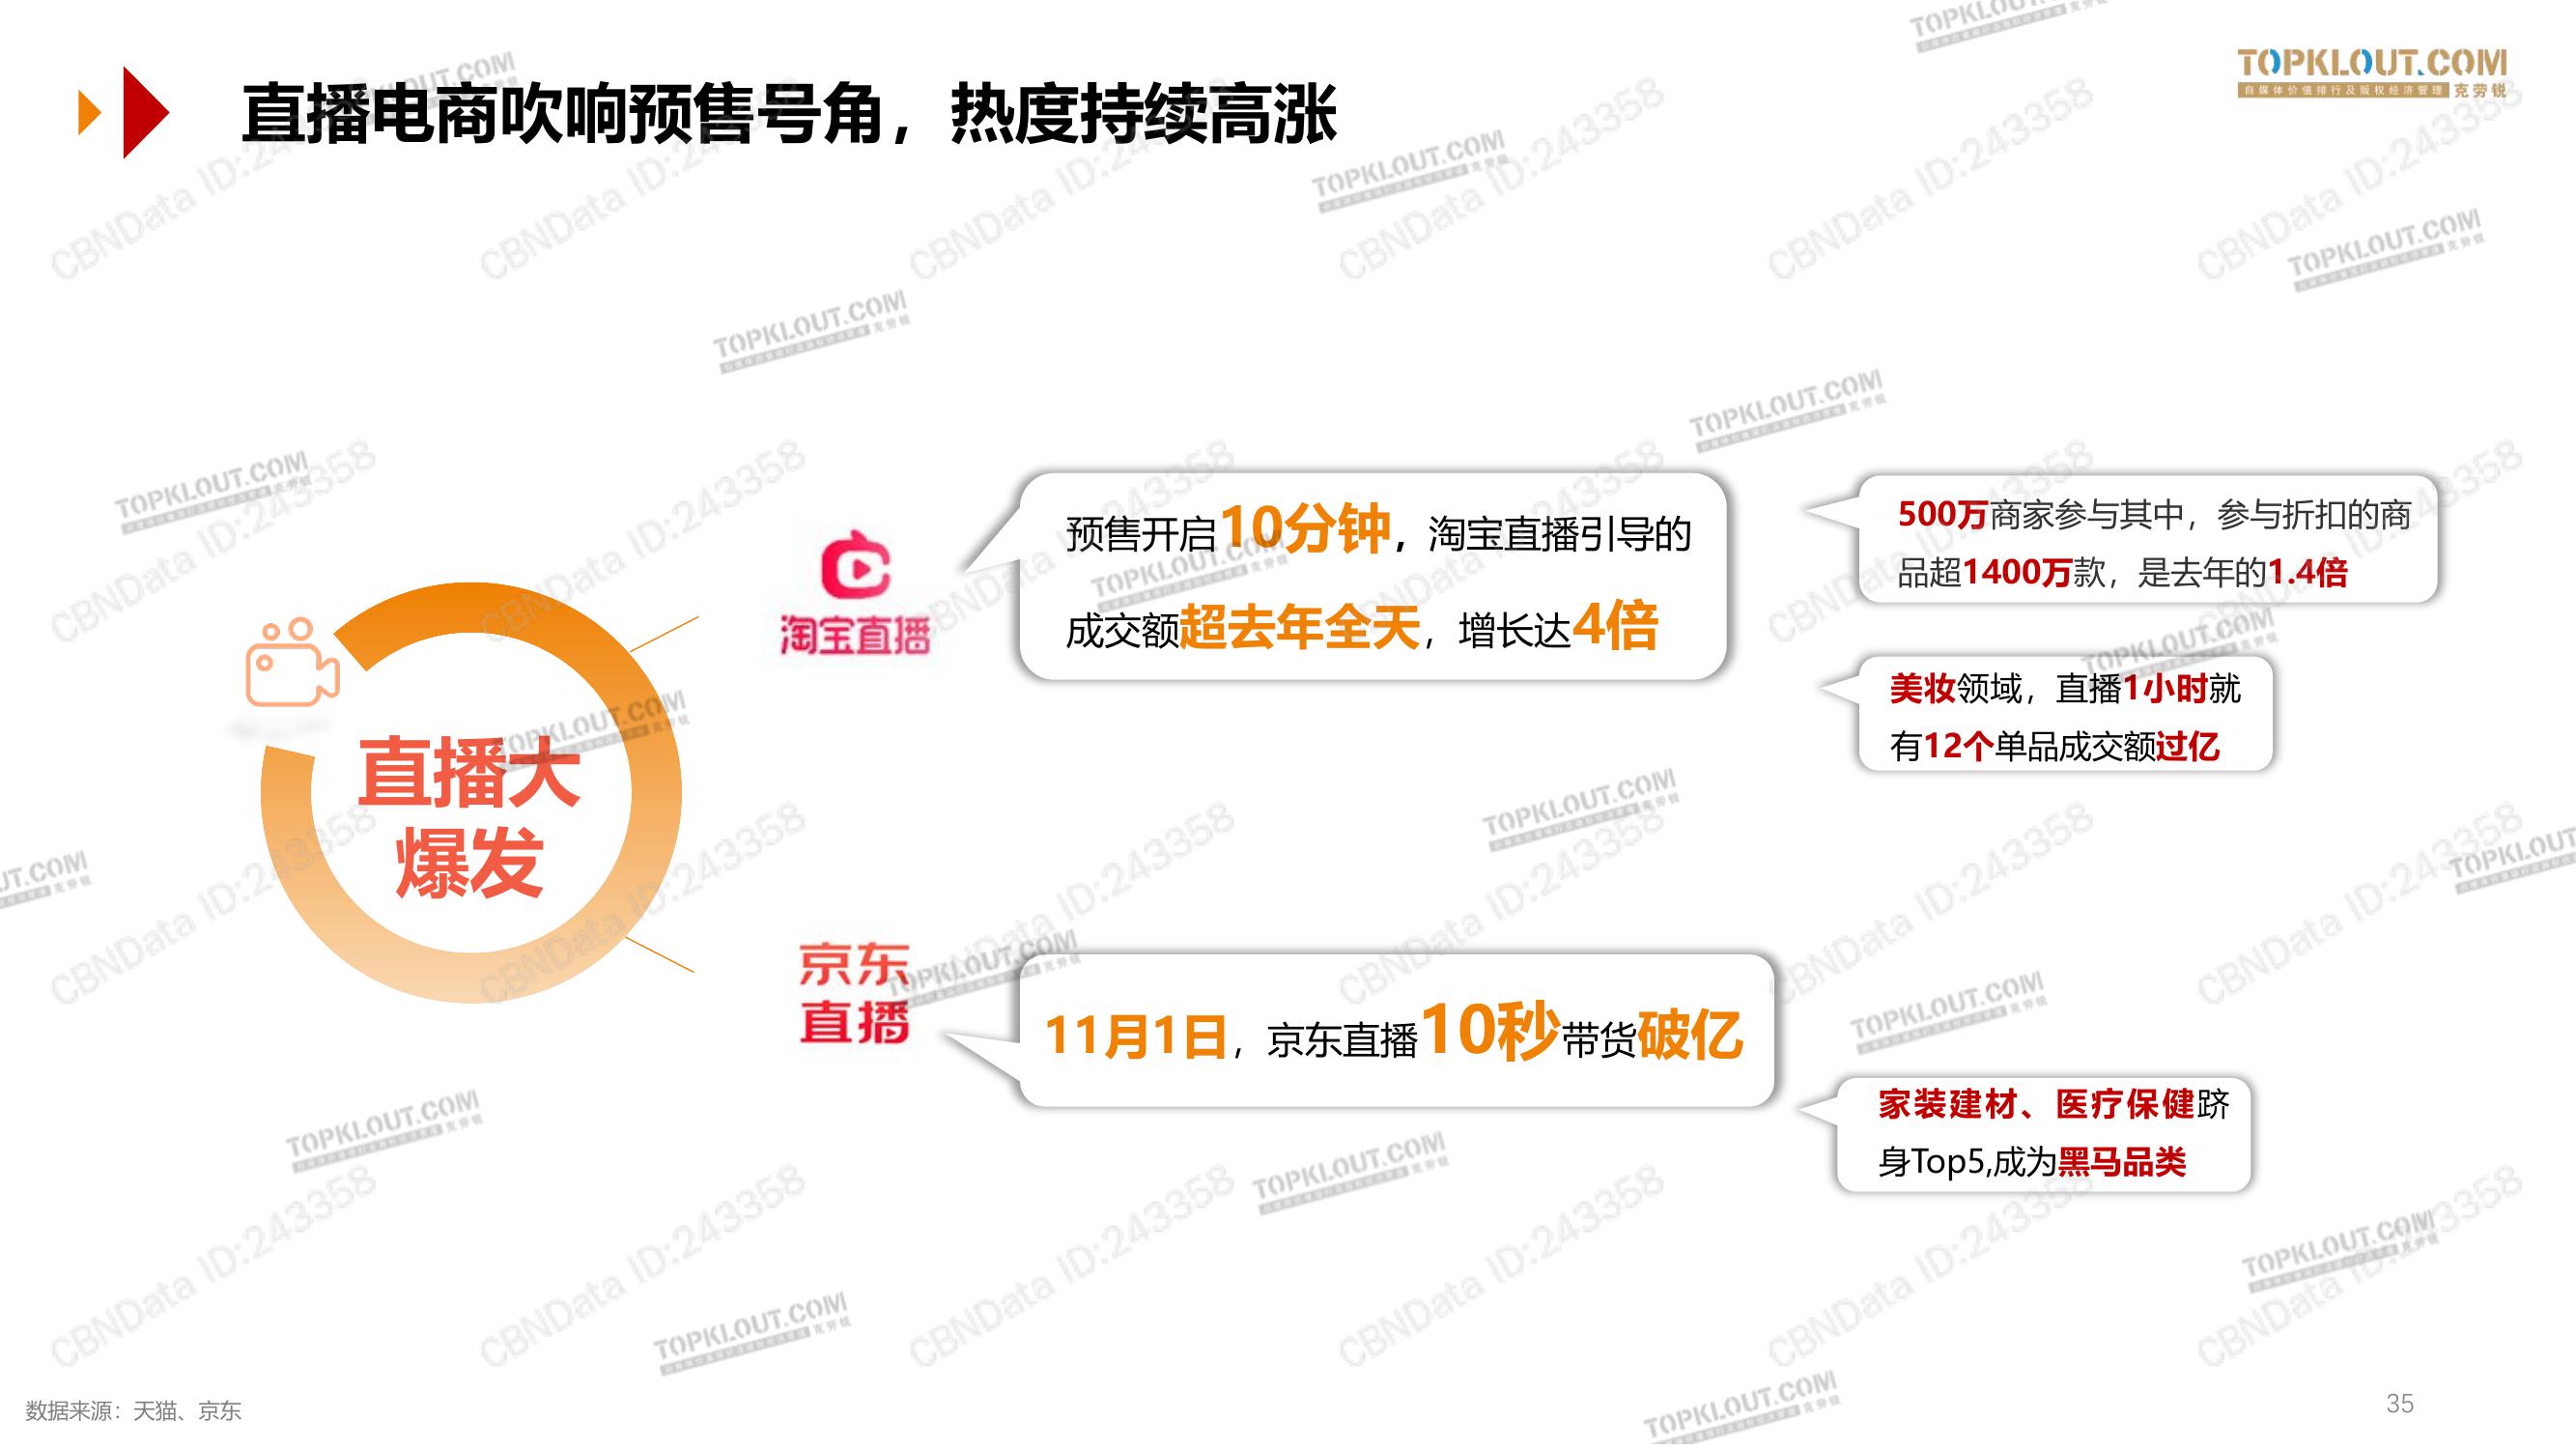 直播电商吹响预售号角，热度持续高涨
TOPKLOUT.COM
自媒体价值排行及版权经济管理 克劳锐
直播大
爆发
淘宝直播
预售开启10分钟，淘宝直播引导的
成交额超去年全天，增长达4倍
500万商家参与其中，参与折扣的商
品超1400万款，是去年的1.4倍
美妆领域，直播1小时就
有12个单品成交额过亿
京东
直播
11月1日，京东直播10秒带货破亿
家装建材、医疗保健跻
身Top5,成为黑马品类
数据来源：天猫、京东
35
CBNData ID:243358